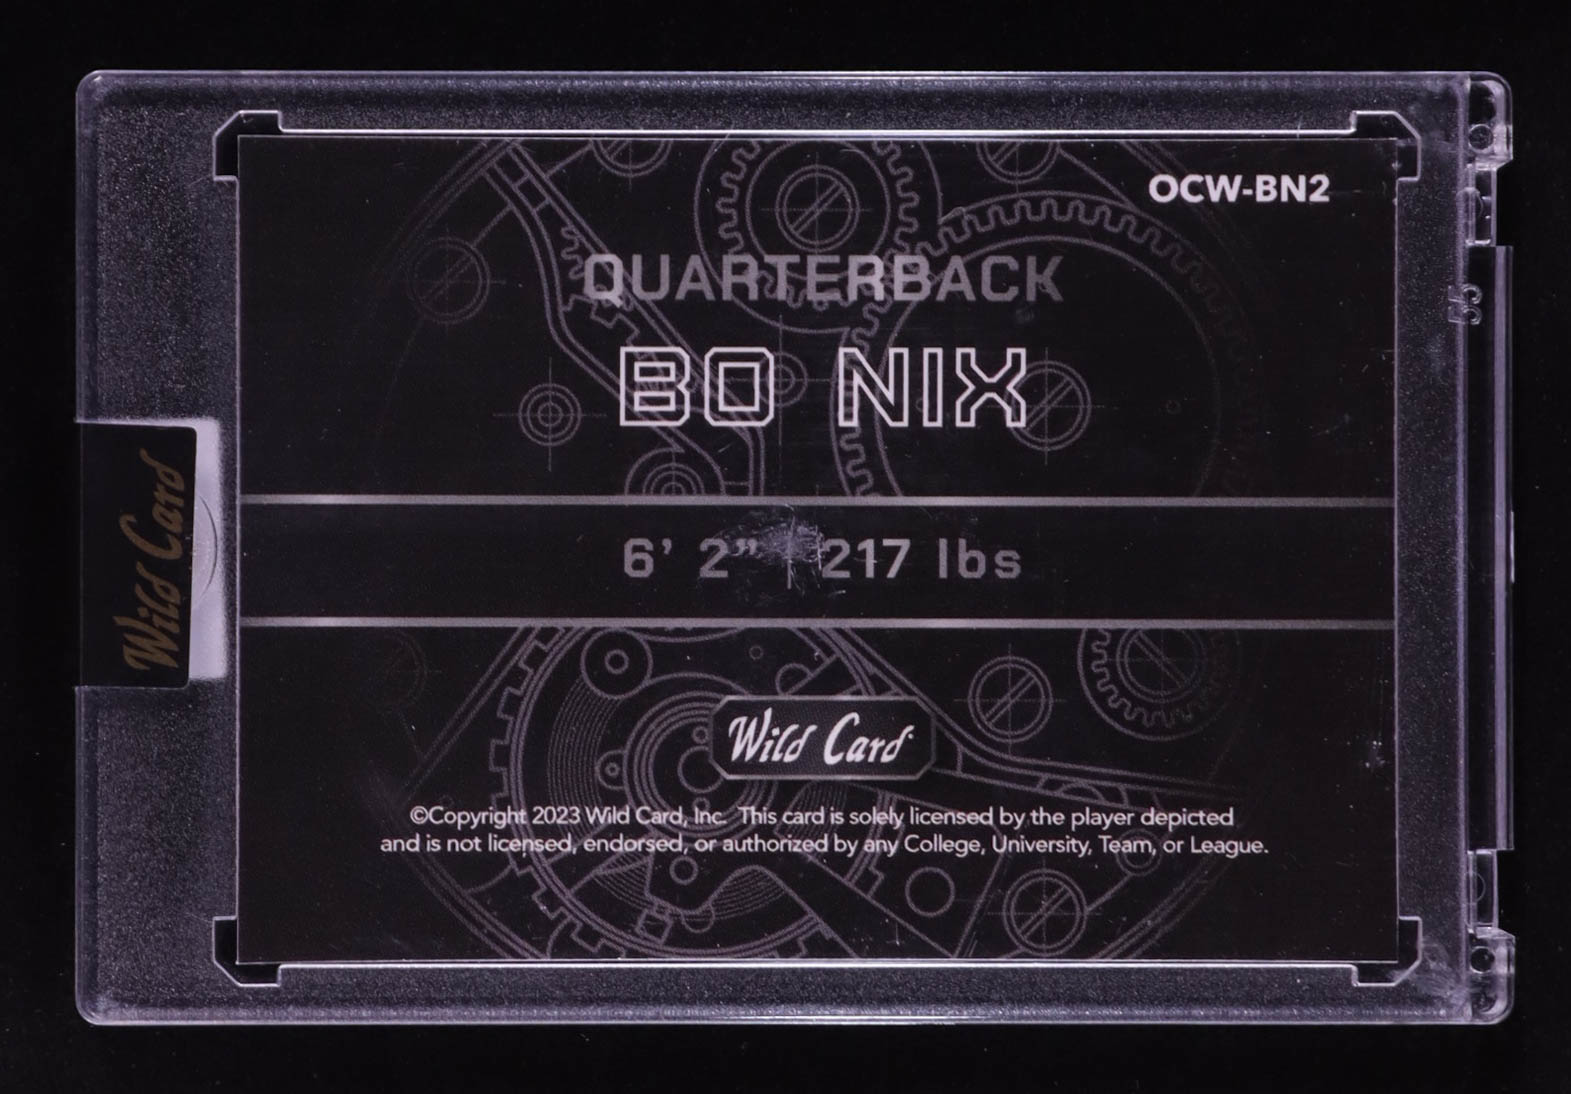 OCW-BN2
QUARTERBACK
BO NIX
6’ 2” 217 lbs
Wild Card
Wild Card
©Copyright 2023 Wild Card, Inc. This card is solely licensed by the player depicted
and is not licensed, endorsed, or authorized by any College, University, Team, or League.